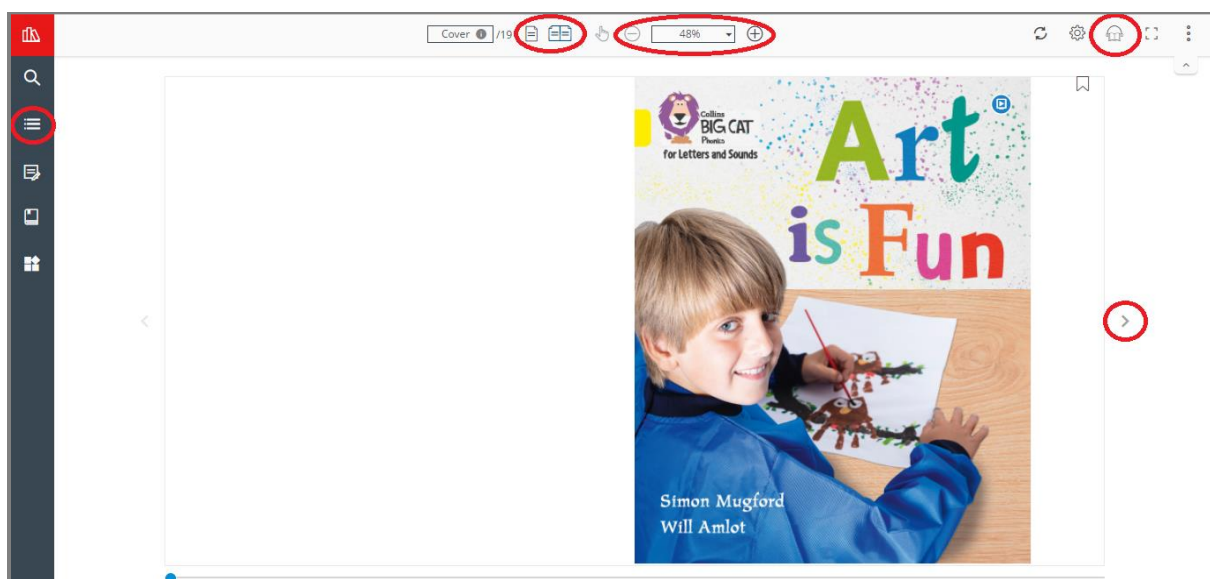 Cover /19
48%
Collins
BIG CAT
Phonics
for Letters and Sounds
Art
is Fun
Simon Mugford
Will Amlot